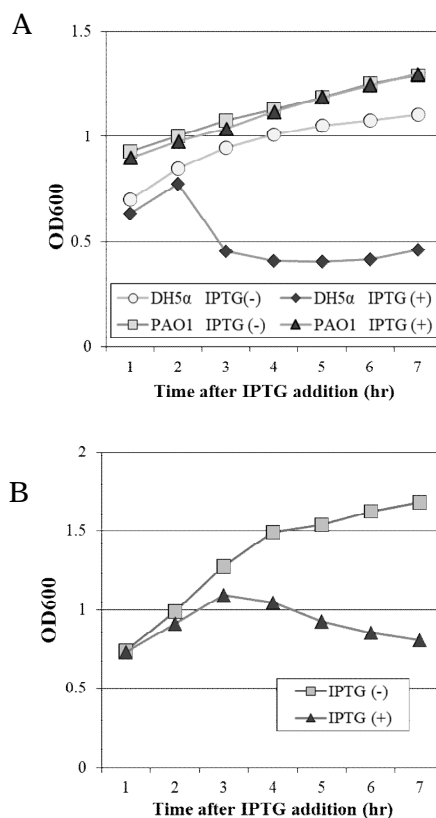 A
1.5
1
0.5
0
OD600
DH5α IPTG(-) DH5α IPTG (+)
PAO1 IPTG (-) PAO1 IPTG (+)
1 2 3 4 5 6 7
Time after IPTG addition (hr)
B
2
1.5
1
0.5
0
OD600
IPTG (-)
IPTG (+)
1 2 3 4 5 6 7
Time after IPTG addition (hr)